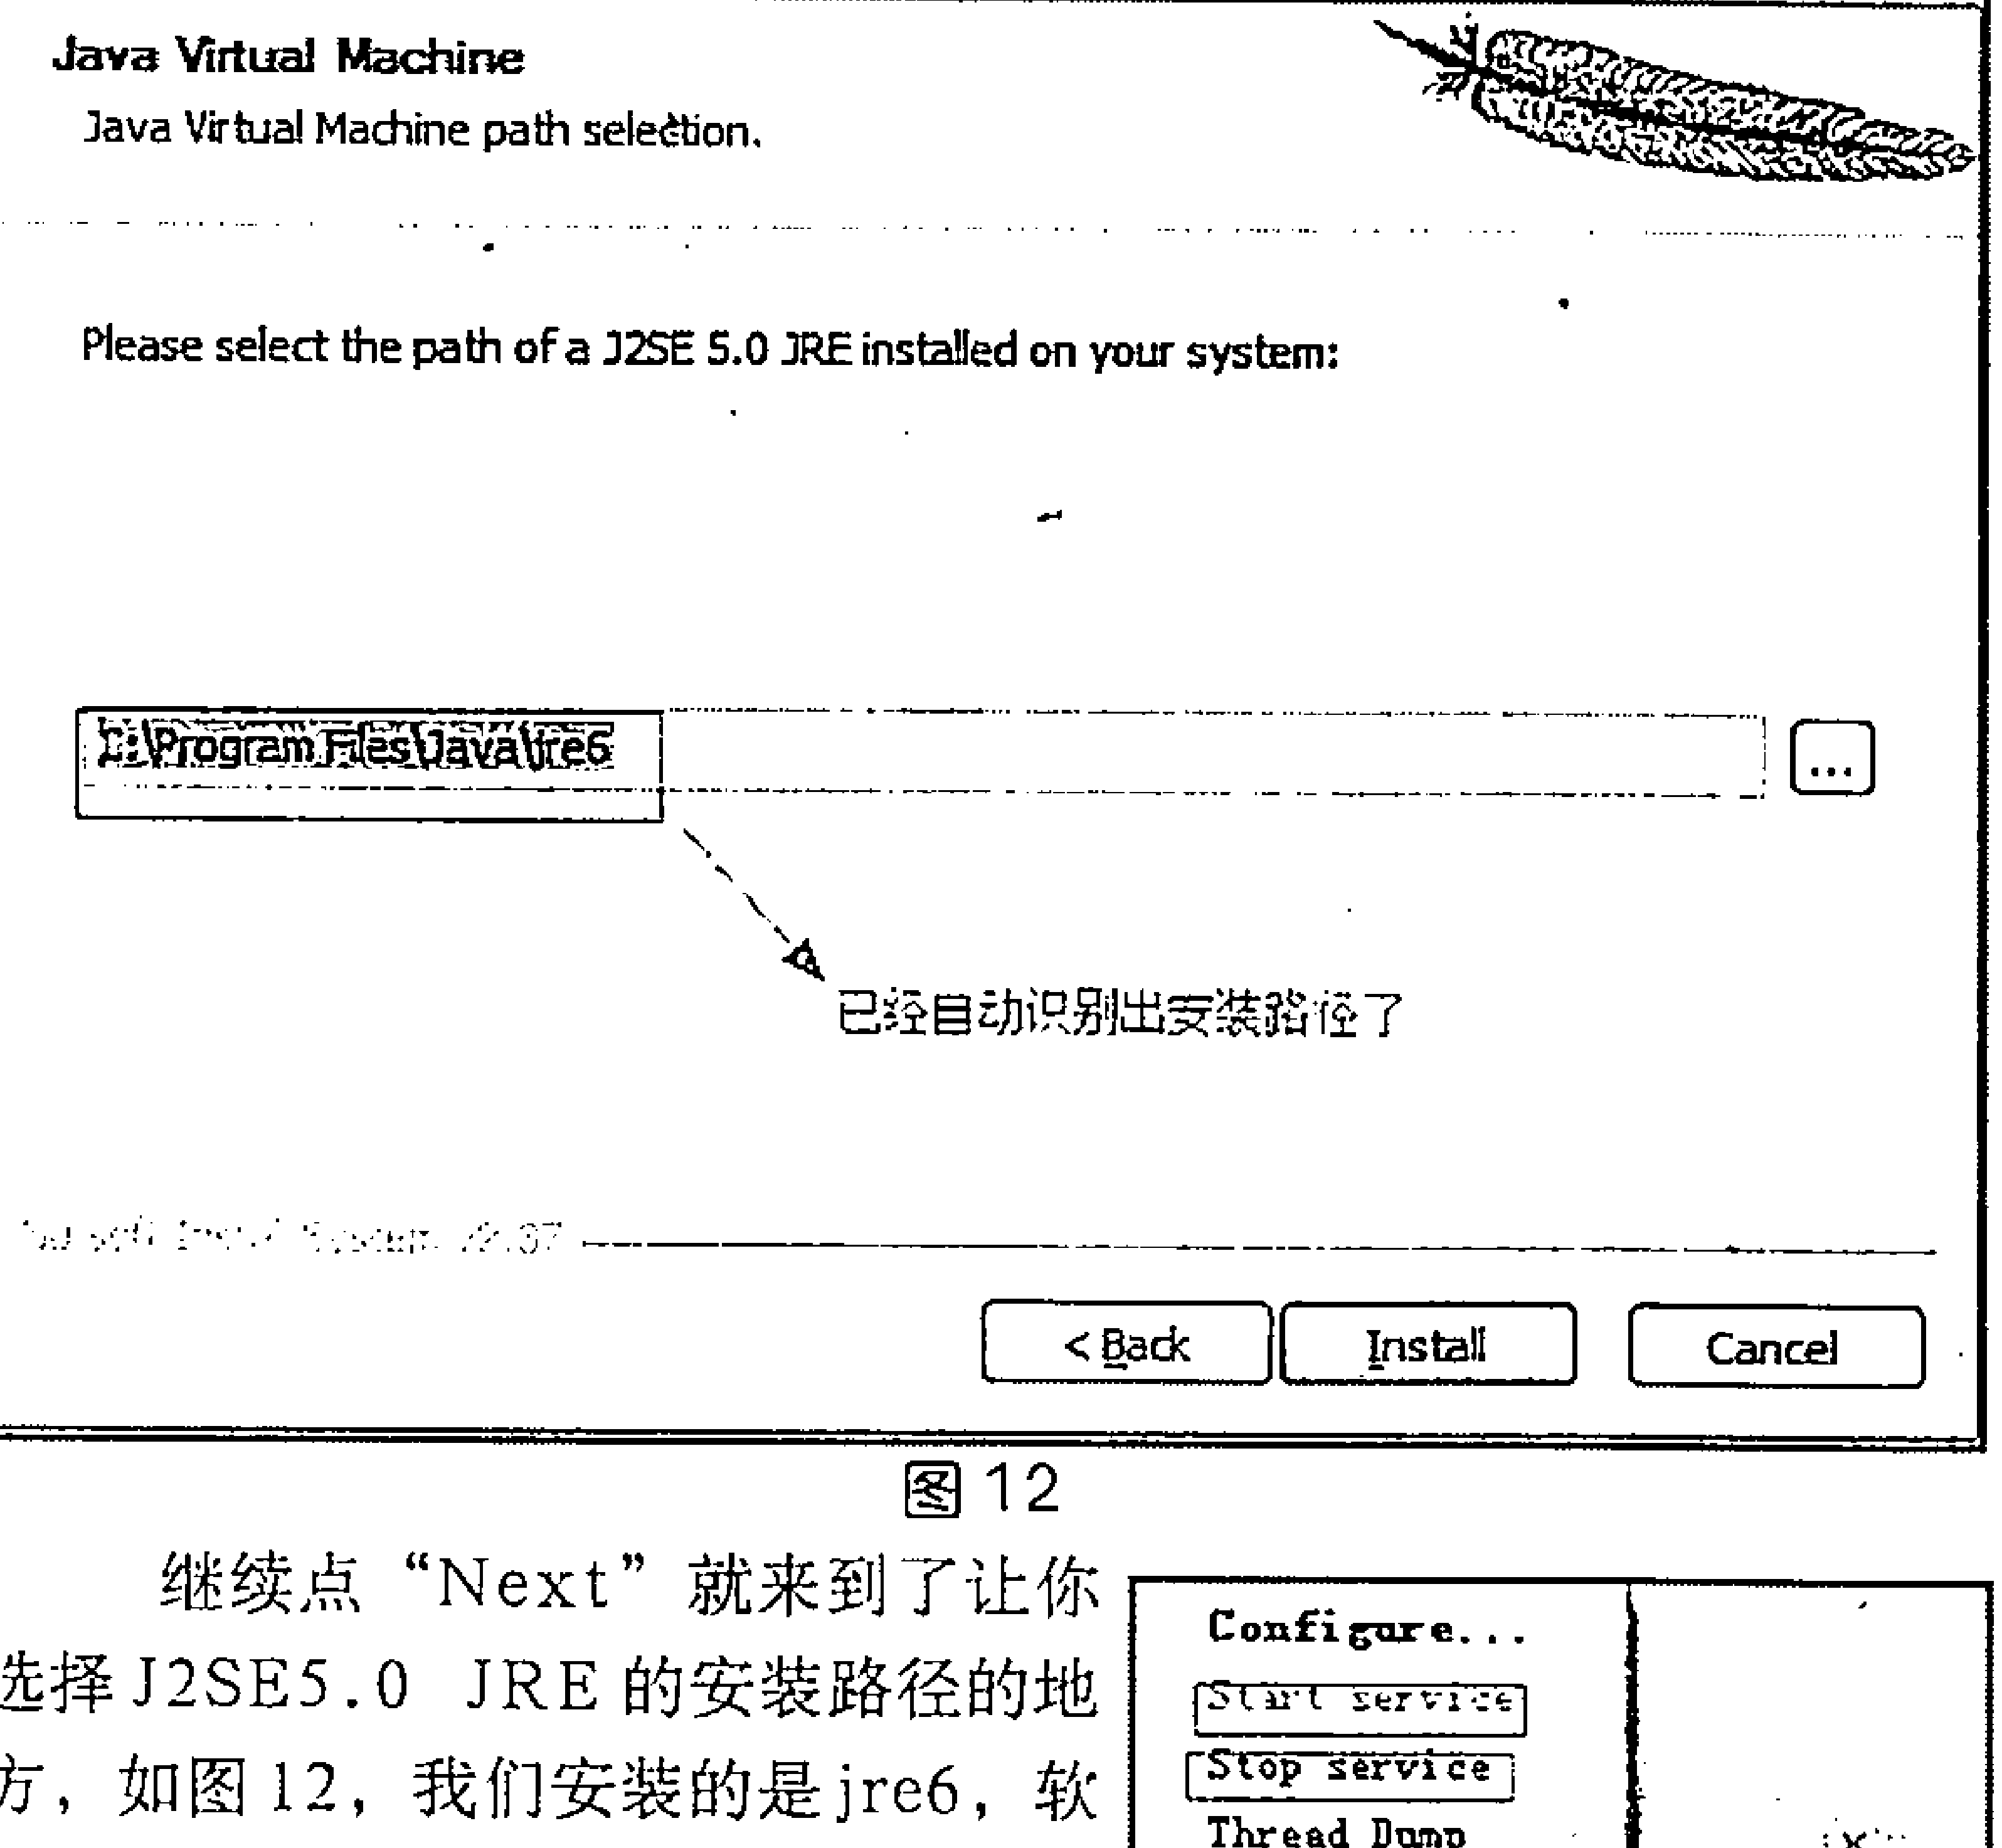 Java Virtual Machine
Java Virtual Machine path selection.
Please select the path of a J2SE 5.0 JRE installed on your system:
C:\Program Files\Java\jre6
...
已经自动识别出安装路径了
< Back
Install
Cancel
图12
继续点“Next”就来到了让你
选择J2SE5.0 JRE的安装路径的地
方，如图12，我们安装的是jre6，软
Configure...
Start service
Stop service
Thread Dump